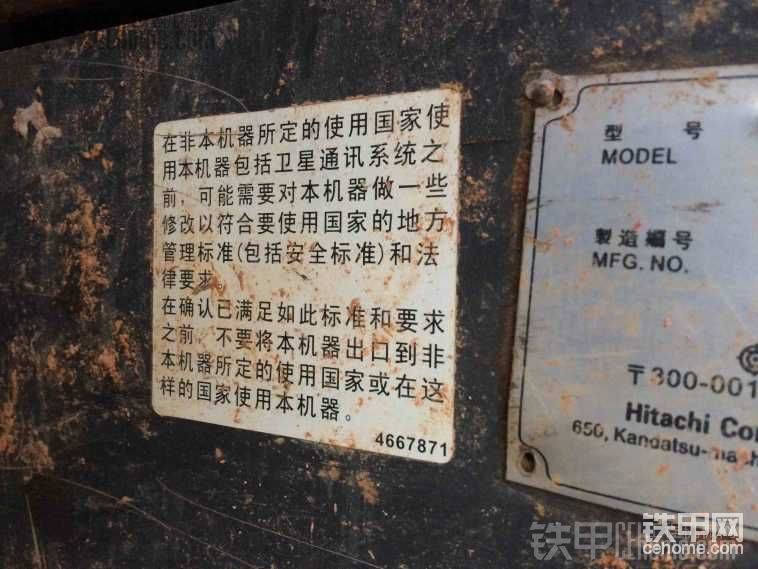 在非本机器所定的使用国家使
用本机器包括卫星通讯系统之
前，可能需要对本机器做一些
修改以符合要使用国家的地方
管理标准(包括安全标准)和法
律要求。
在确认已满足如此标准和要求
之前 不要将本机器出口到非
本机器所定的使用国家或在这
样的国家使用本机器。
4667871
型 号
MODEL
製造編号
MFG. NO.
〒300-001
Hitachi Con
650, Kandatsu-mach
铁甲网
cehome.com